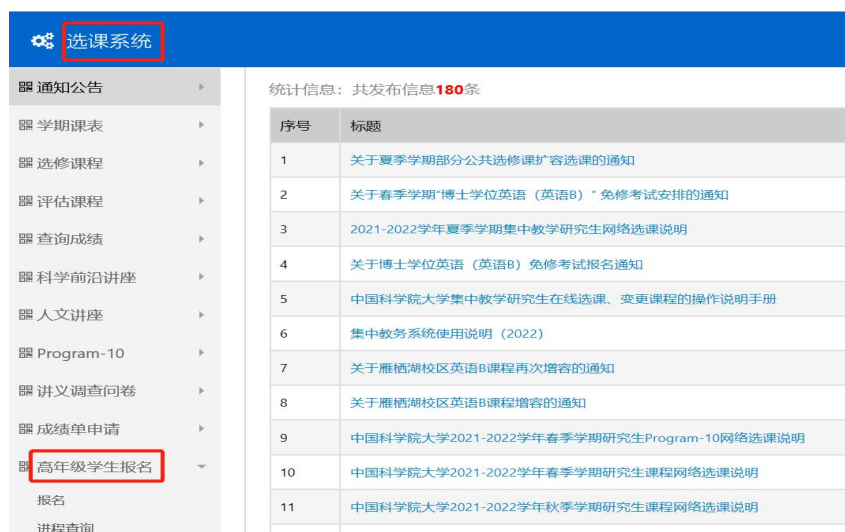 选课系统
通知公告
学期课表
选修课程
评估课程
查询成绩
科学前沿讲座
人文讲座
Program-10
讲义调查问卷
成绩单申请
高年级学生报名
报名
进程查询
统计信息：共发布信息180条
序号 标题
1 关于夏季学期部分公共选修课扩容选课的通知
2 关于春季学期“博士学位英语（英语B）”免修考试安排的通知
3 2021-2022学年夏季学期集中教学研究生网络选课说明
4 关于博士学位英语（英语B）免修考试报名通知
5 中国科学院大学集中教学研究生在线选课、变更课程的操作说明手册
6 集中教务系统使用说明（2022）
7 关于雁栖湖校区英语B课程再次增容的通知
8 关于雁栖湖校区英语B课程增容的通知
9 中国科学院大学2021-2022学年春季学期研究生Program-10网络选课说明
10 中国科学院大学2021-2022学年春季学期研究生课程网络选课说明
11 中国科学院大学2021-2022学年秋季学期研究生课程网络选课说明